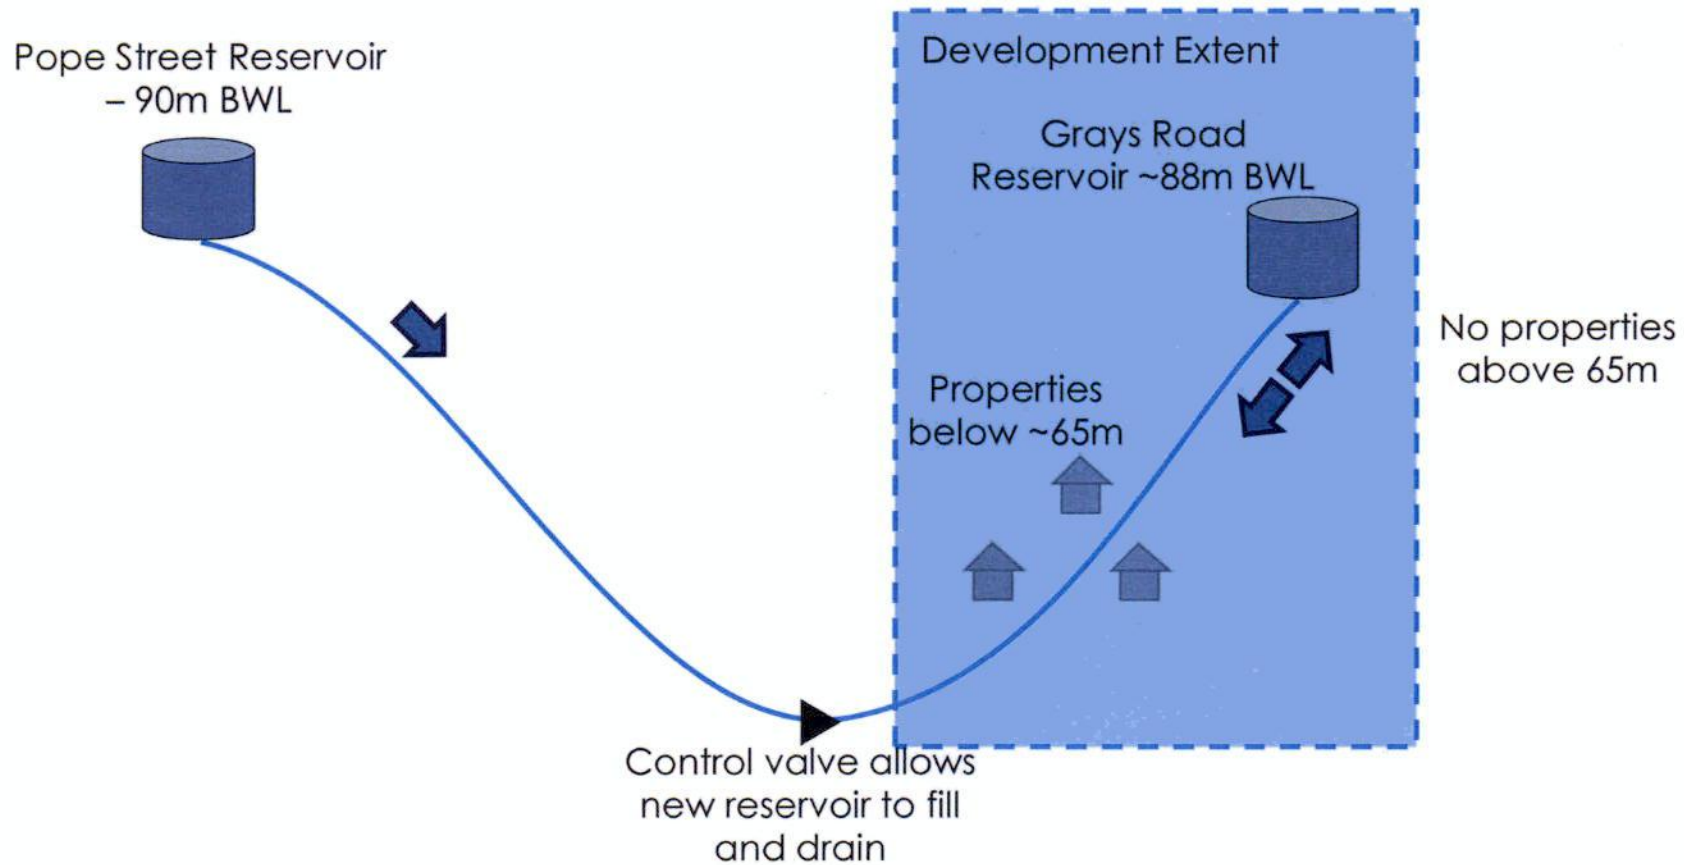 Pope Street Reservoir
– 90m BWL
Development Extent
Grays Road
Reservoir ~88m BWL
No properties
above 65m
Properties
below ~65m
Control valve allows
new reservoir to fill
and drain